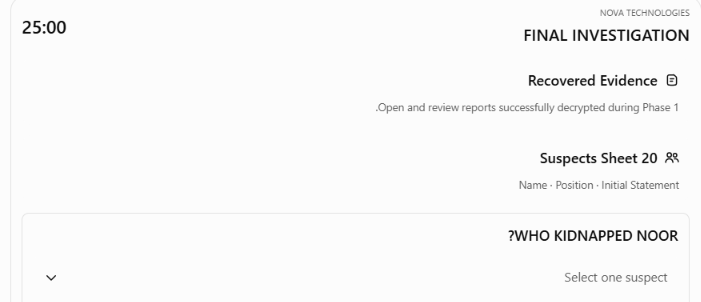 NOVA TECHNOLOGIES
25:00
FINAL INVESTIGATION
Recovered Evidence
.Open and review reports successfully decrypted during Phase 1
Suspects Sheet 20
Name · Position · Initial Statement
?WHO KIDNAPPED NOOR
Select one suspect